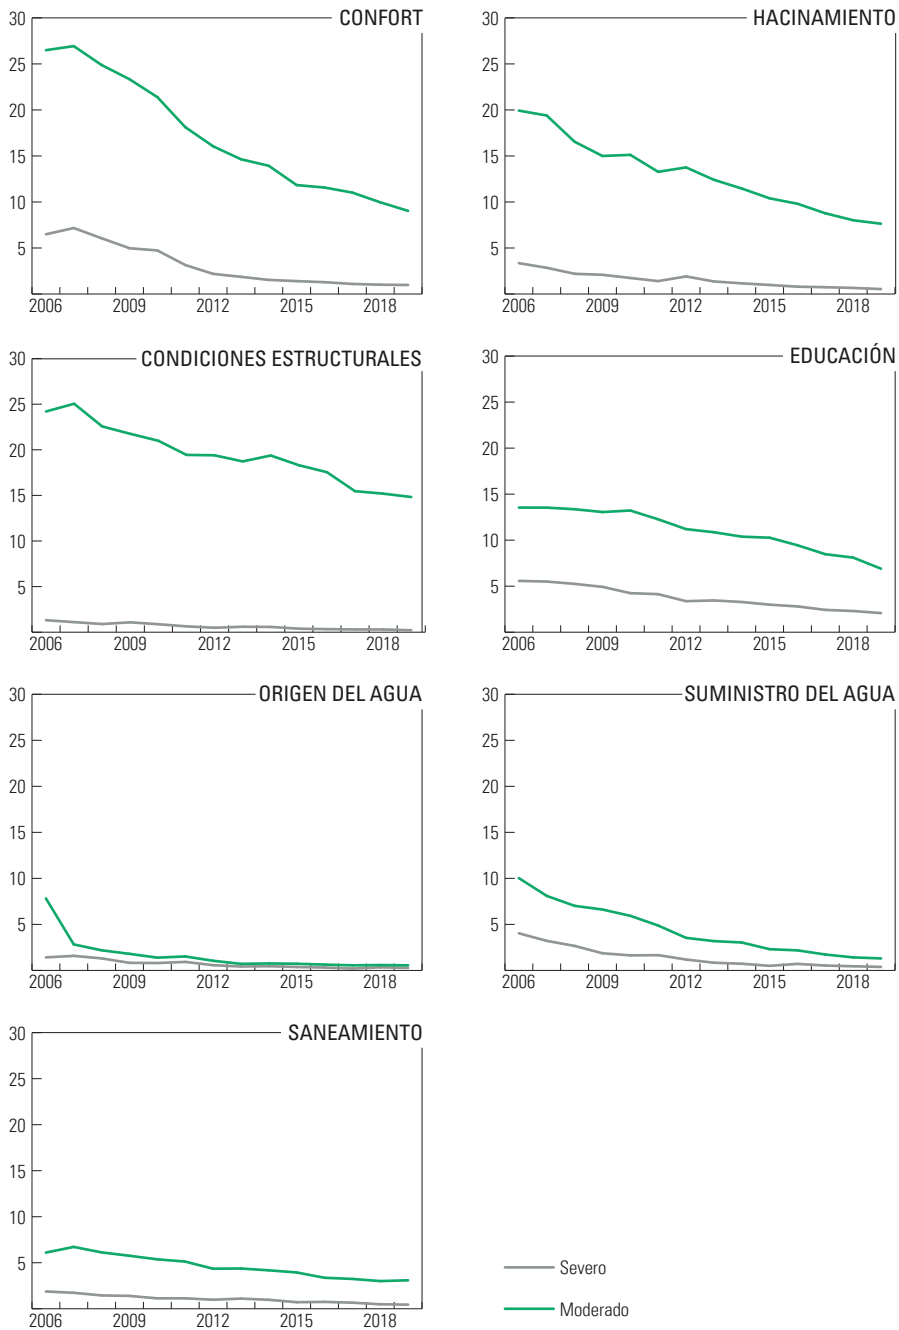 CONFORT
30
25
20
15
10
5
2006 2009 2012 2015 2018
HACINAMIENTO
30
25
20
15
10
5
2006 2009 2012 2015 2018
CONDICIONES ESTRUCTURALES
30
25
20
15
10
5
2006 2009 2012 2015 2018
EDUCACIÓN
30
25
20
15
10
5
2006 2009 2012 2015 2018
ORIGEN DEL AGUA
30
25
20
15
10
5
2006 2009 2012 2015 2018
SUMINISTRO DEL AGUA
30
25
20
15
10
5
2006 2009 2012 2015 2018
SANEAMIENTO
30
25
20
15
10
5
2006 2009 2012 2015 2018
Severo
Moderado